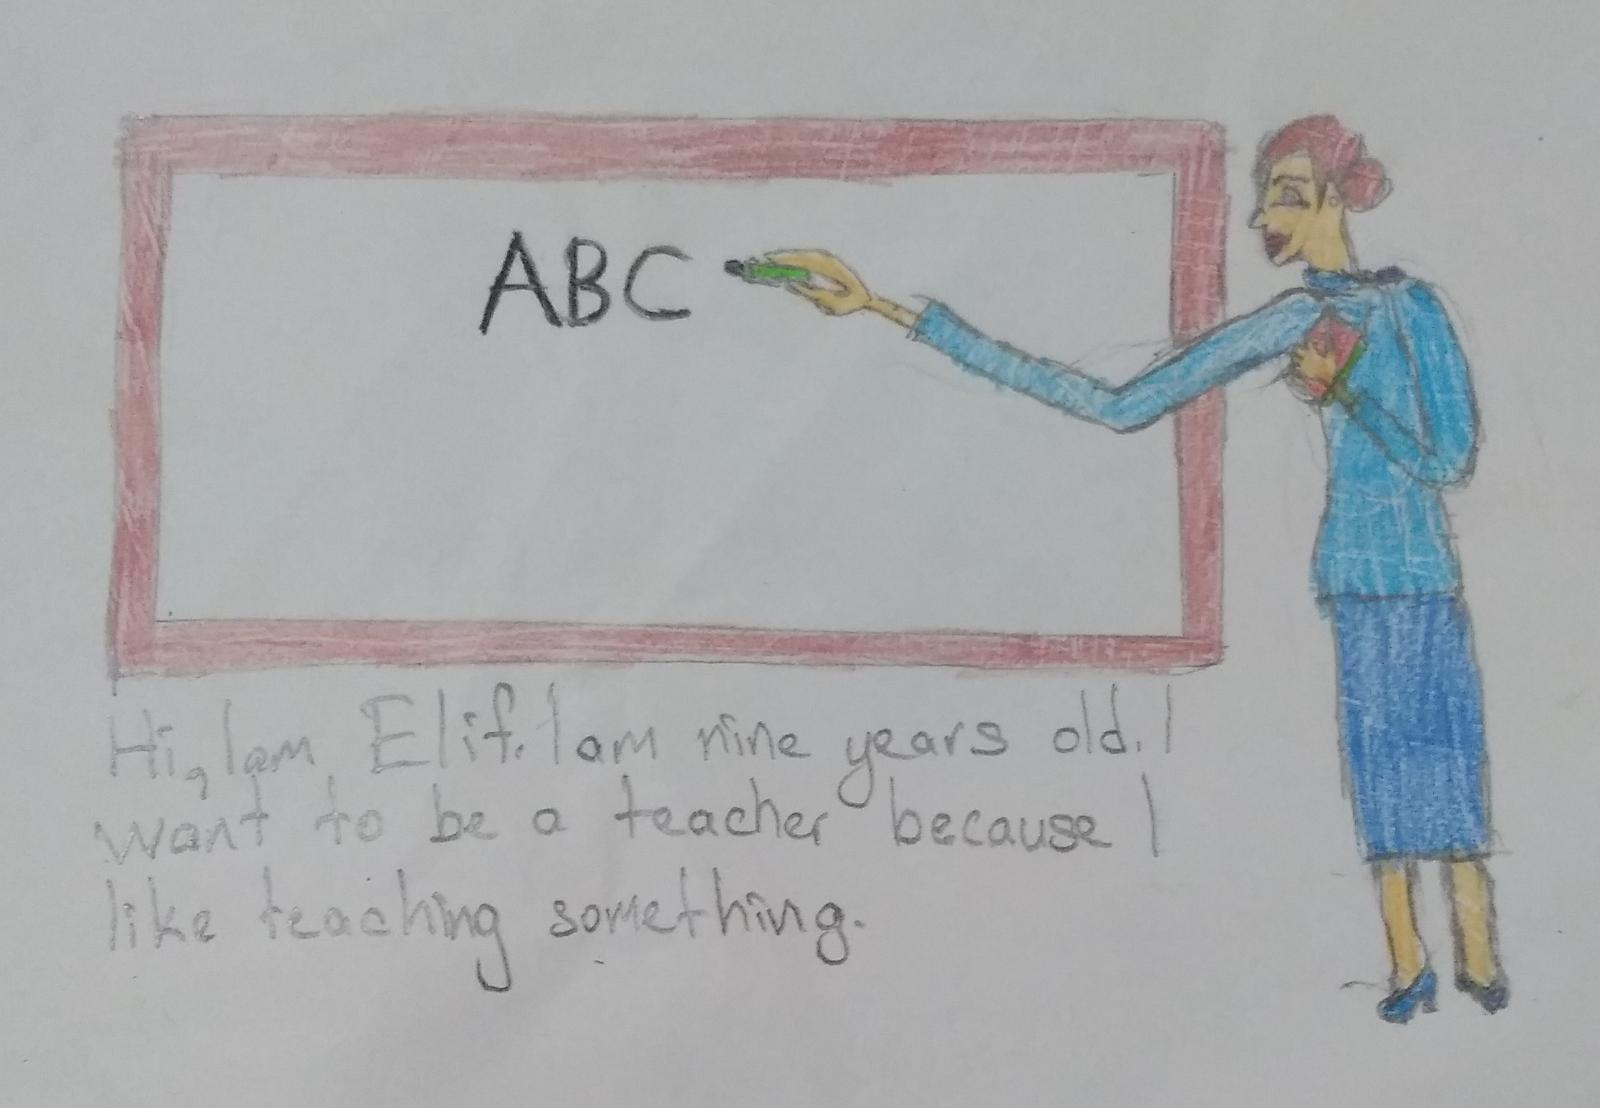 ABC
Hi, I am Elif. I am nine years old. I
want to be a teacher because I
like teaching something.